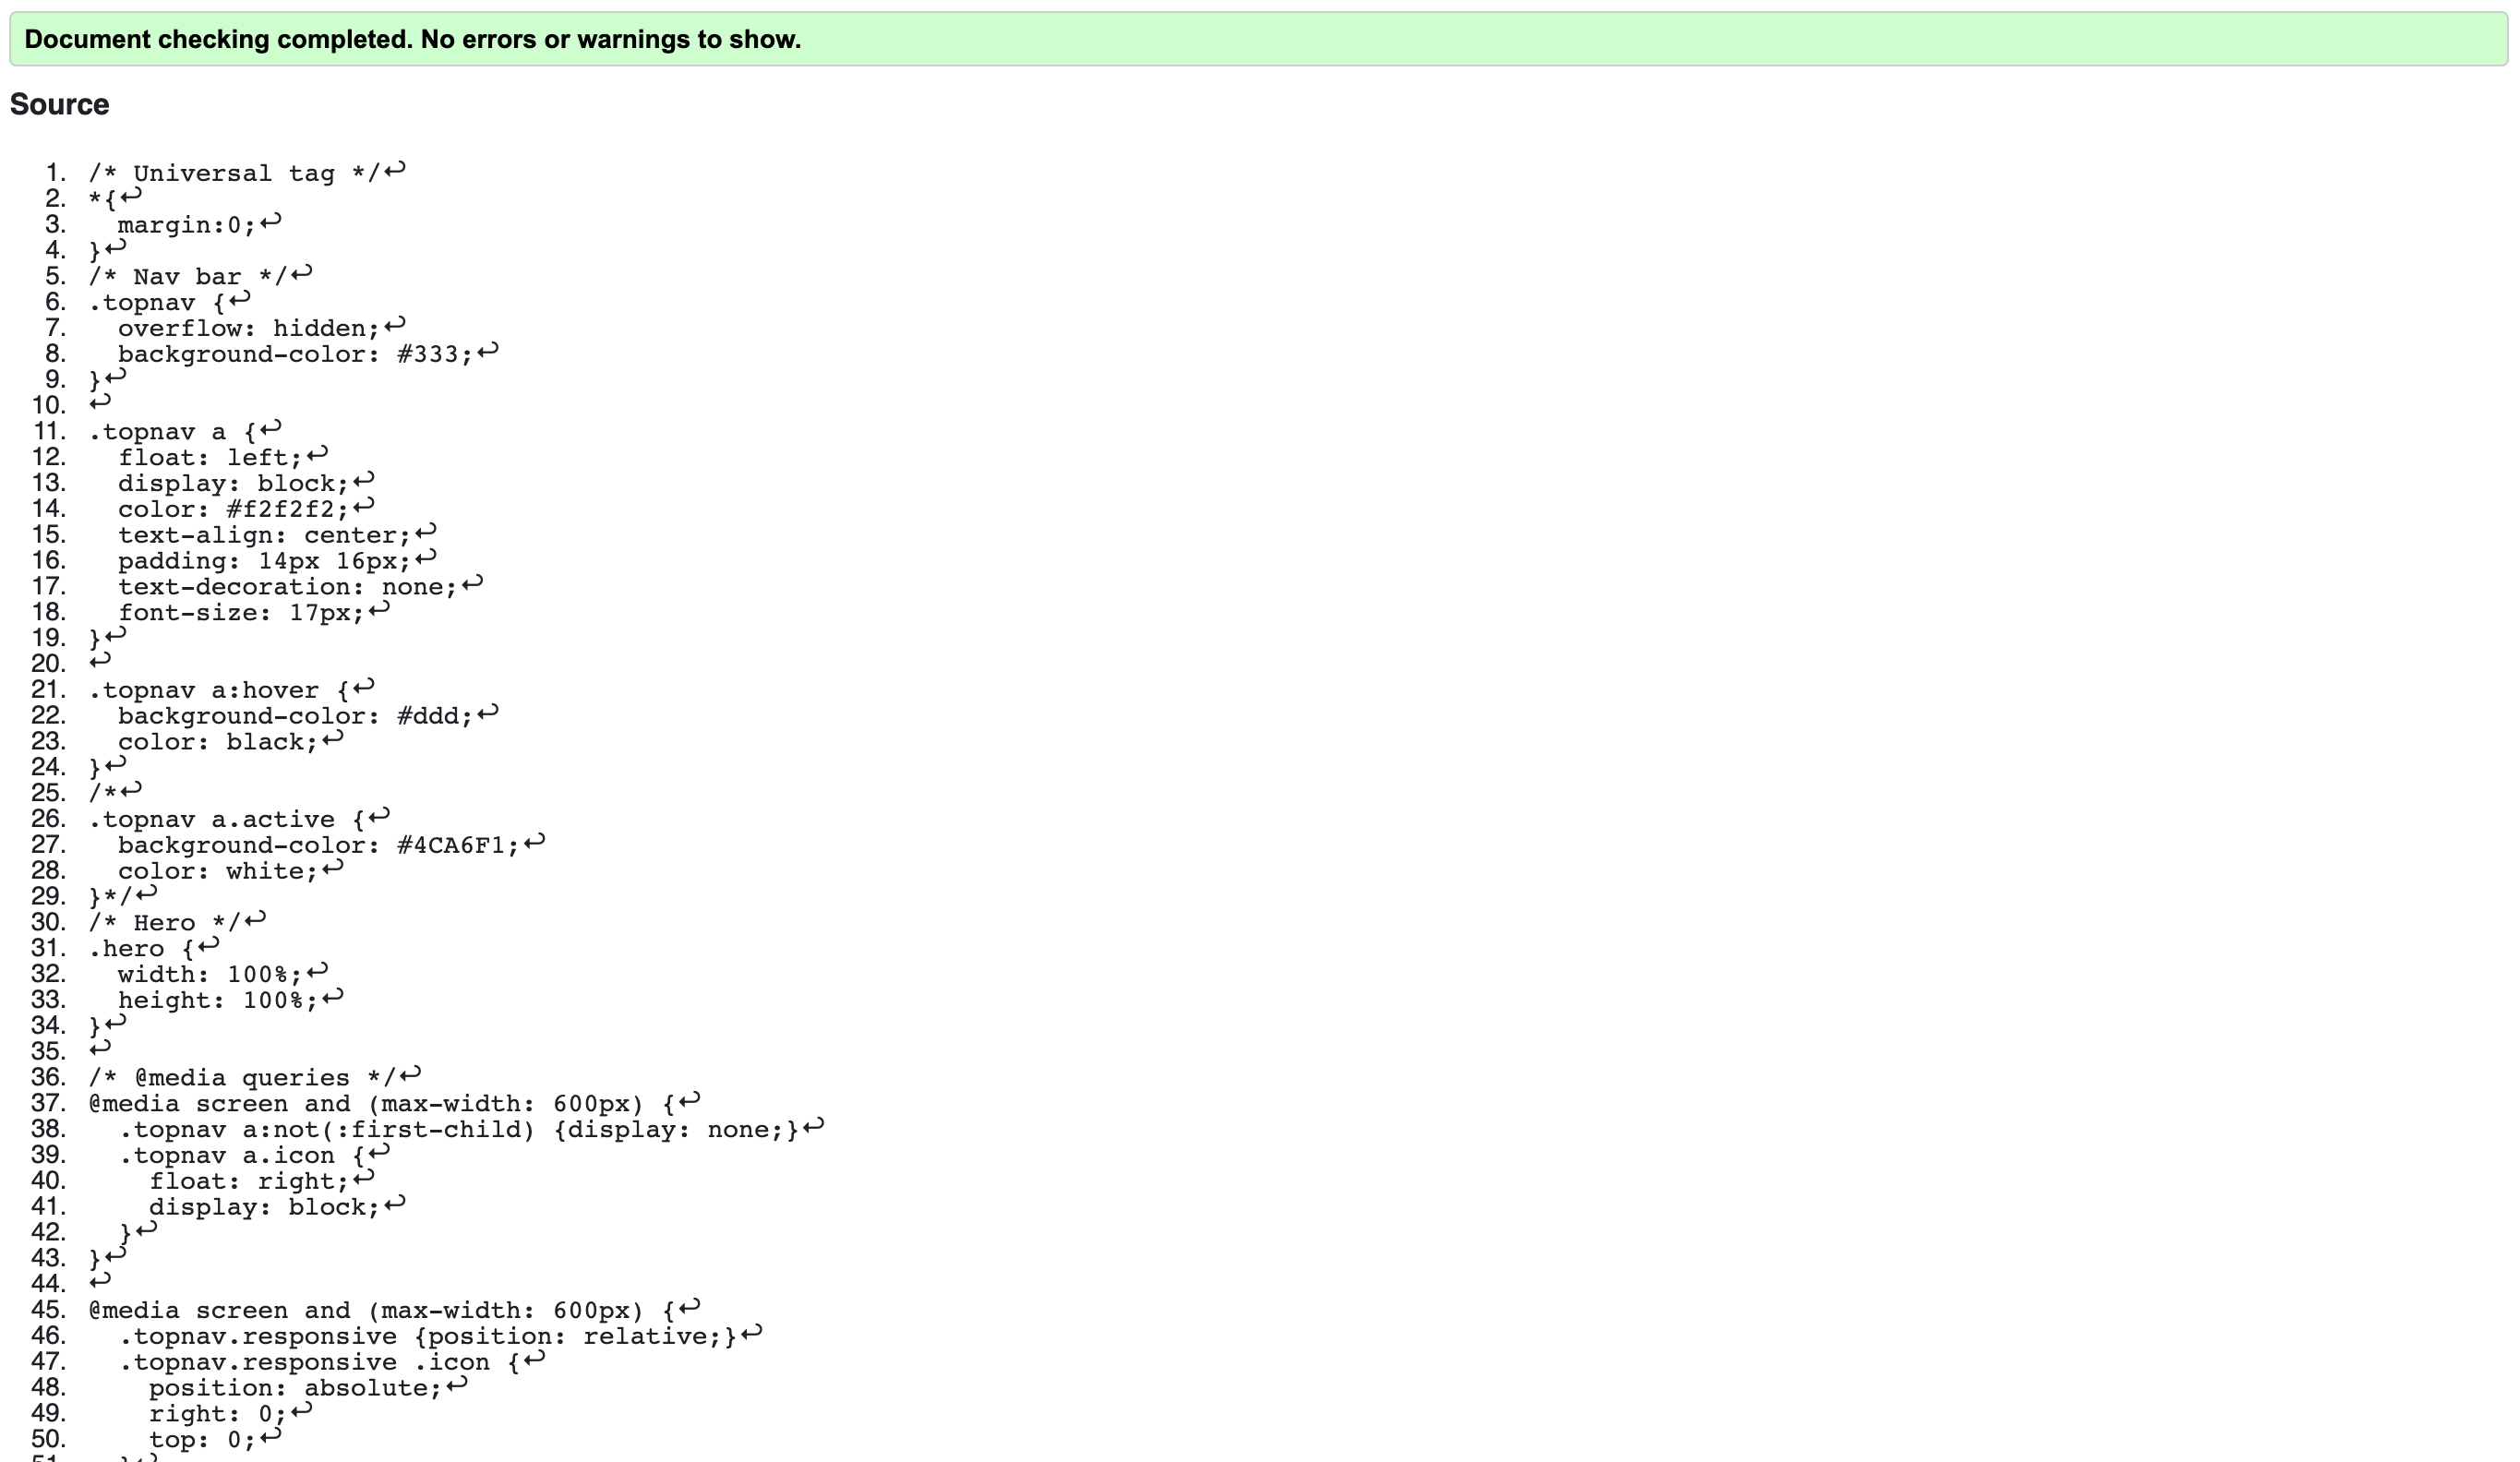 Document checking completed. No errors or warnings to show.
Source
1. /* Universal tag */↩
2. *{↩
3.   margin:0;↩
4. }↩
5. /* Nav bar */↩
6. .topnav {↩
7.   overflow: hidden;↩
8.   background-color: #333;↩
9. }↩
10. ↩
11. .topnav a {↩
12.   float: left;↩
13.   display: block;↩
14.   color: #f2f2f2;↩
15.   text-align: center;↩
16.   padding: 14px 16px;↩
17.   text-decoration: none;↩
18.   font-size: 17px;↩
19. }↩
20. ↩
21. .topnav a:hover {↩
22.   background-color: #ddd;↩
23.   color: black;↩
24. }↩
25. /*↩
26. .topnav a.active {↩
27.   background-color: #4CA6F1;↩
28.   color: white;↩
29. }*/↩
30. /* Hero */↩
31. .hero {↩
32.   width: 100%;↩
33.   height: 100%;↩
34. }↩
35. ↩
36. /* @media queries */↩
37. @media screen and (max-width: 600px) {↩
38.   .topnav a:not(:first-child) {display: none;}↩
39.   .topnav a.icon {↩
40.     float: right;↩
41.     display: block;↩
42.   }↩
43. }↩
44. ↩
45. @media screen and (max-width: 600px) {↩
46.   .topnav.responsive {position: relative;}↩
47.   .topnav.responsive .icon {↩
48.     position: absolute;↩
49.     right: 0;↩
50.     top: 0;↩